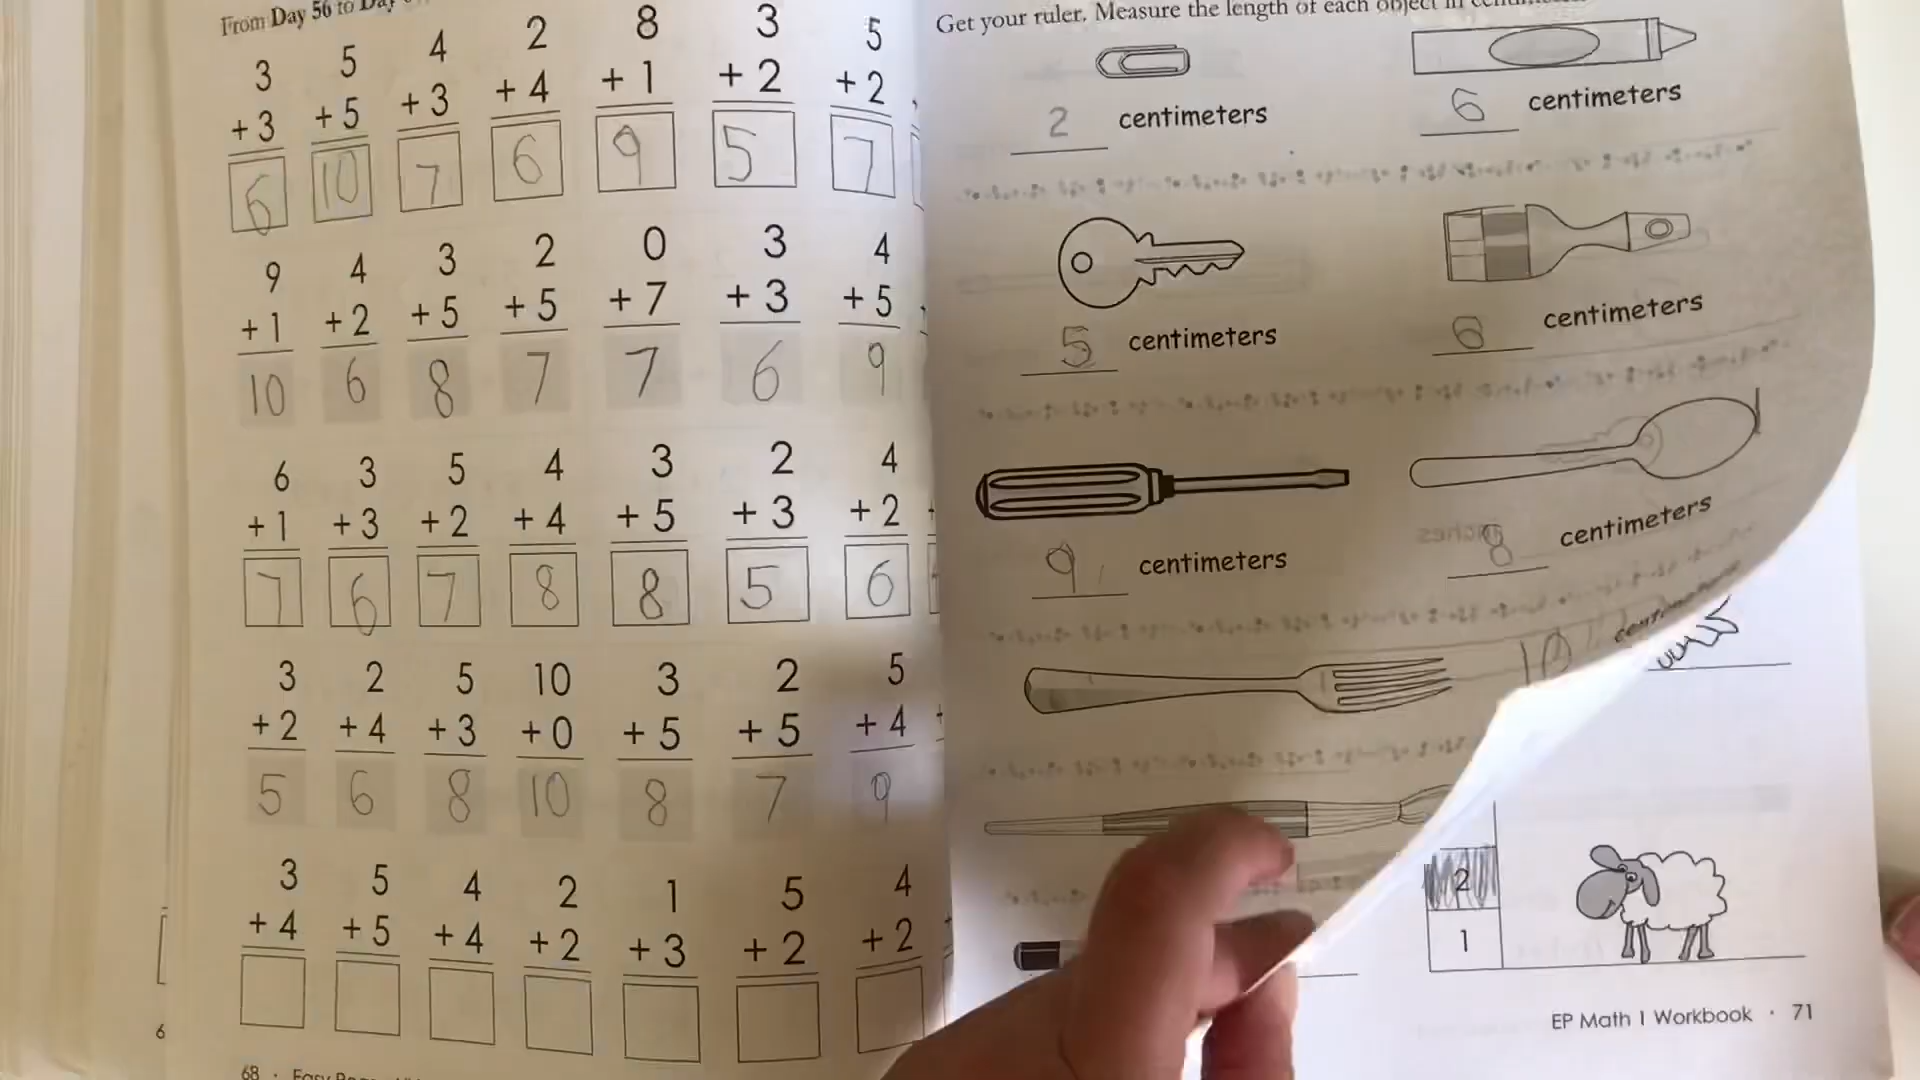 From Day 56 to Day
3 5 4 2 8 3 5
+3 +5 +3 +4 +1 +2 +2
6 10 7 6 9 5 7
9 4 3 2 0 3 4
+1 +2 +5 +5 +7 +3 +5
10 6 8 7 7 6 9
6 3 5 4 3 2 4
+1 +3 +2 +4 +5 +3 +2
7 6 7 8 8 5 6
3 2 5 10 3 2 5
+2 +4 +3 +0 +5 +5 +4
5 6 8 10 8 7 9
3 5 4 2 1 5 4
+4 +5 +4 +2 +3 +2 +2
68 ·
6
Get your ruler. Measure the length of each object in
2 centimeters
6 centimeters
5 centimeters
6 centimeters
9 centimeters
8 centimeters
10 centimeters
2
1
EP Math 1 Workbook · 71